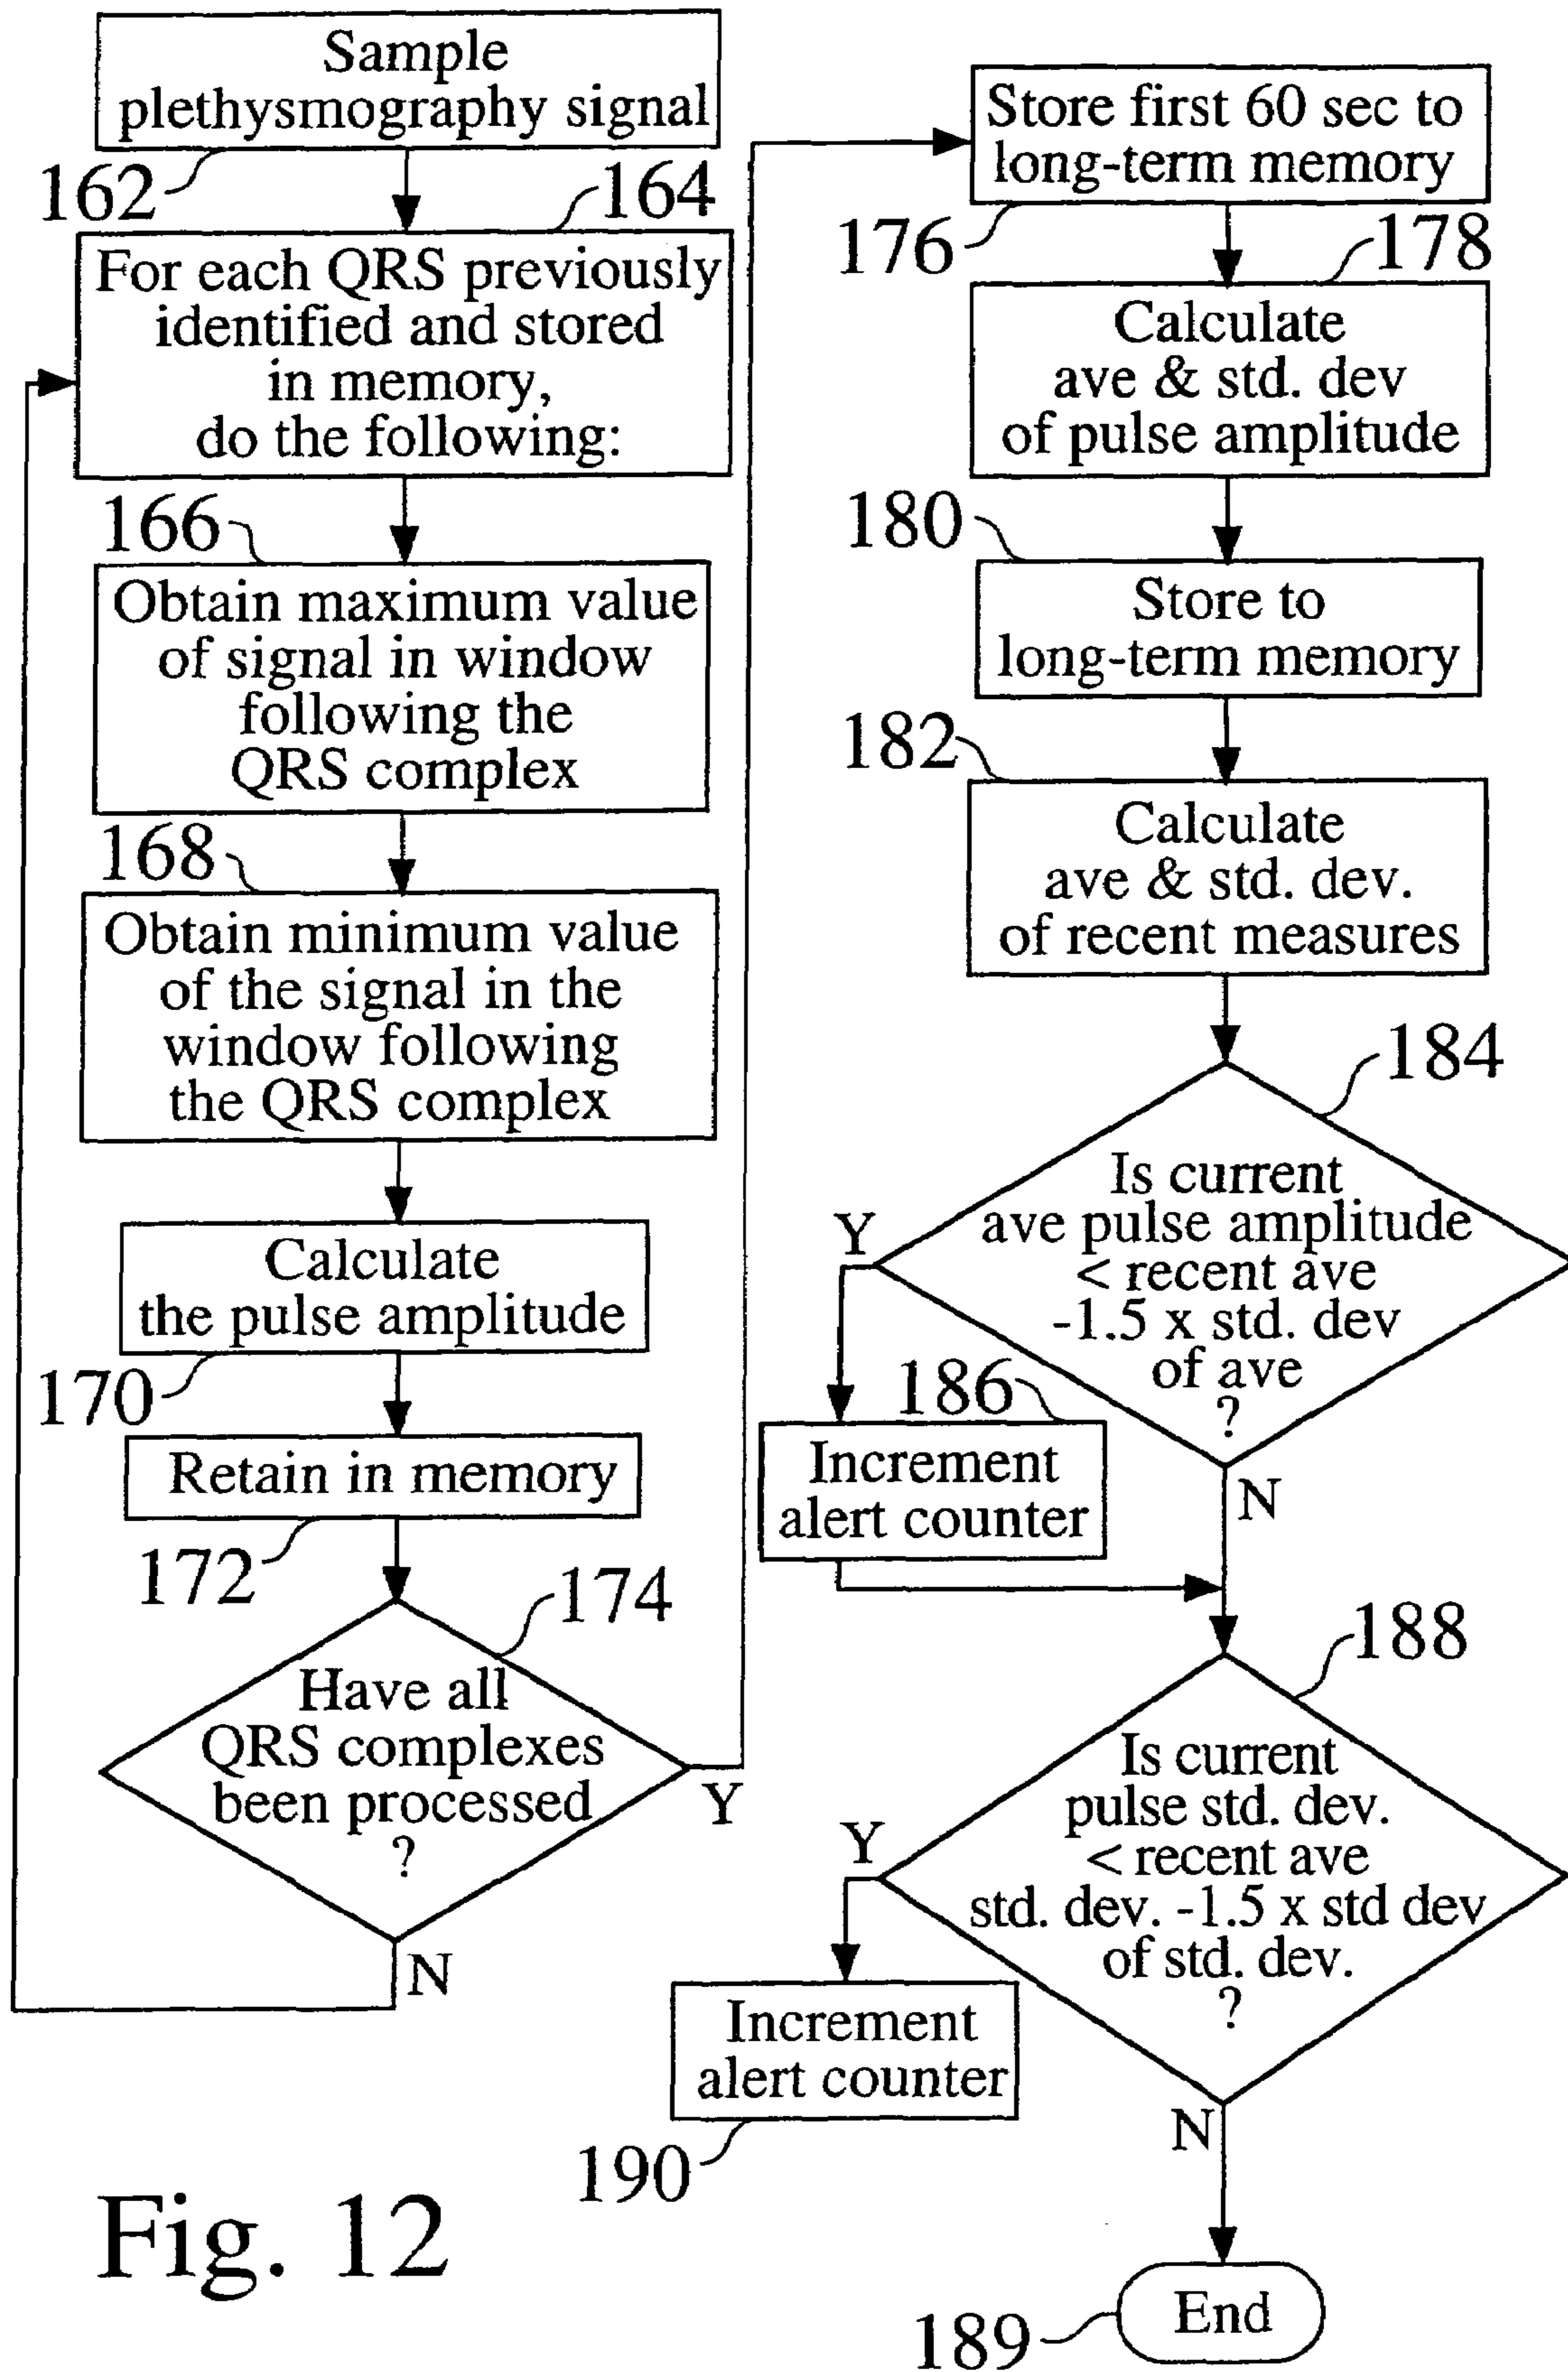 Sample
plethysmography signal
162
164
For each QRS previously
identified and stored
in memory,
do the following:
166
Obtain maximum value
of signal in window
following the
QRS complex
168
Obtain minimum value
of the signal in the
window following
the QRS complex
Calculate
the pulse amplitude
170
Retain in memory
172
174
Have all
QRS complexes
been processed
?
Y
N
Store first 60 sec to
long-term memory
176
178
Calculate
ave & std. dev
of pulse amplitude
180
Store to
long-term memory
182
Calculate
ave & std. dev.
of recent measures
184
Is current
ave pulse amplitude
< recent ave
-1.5 x std. dev
of ave
?
Y
N
186
Increment
alert counter
188
Is current
pulse std. dev.
< recent ave
std. dev. -1.5 x std dev
of std. dev.
?
Y
N
Increment
alert counter
190
End
189
Fig. 12